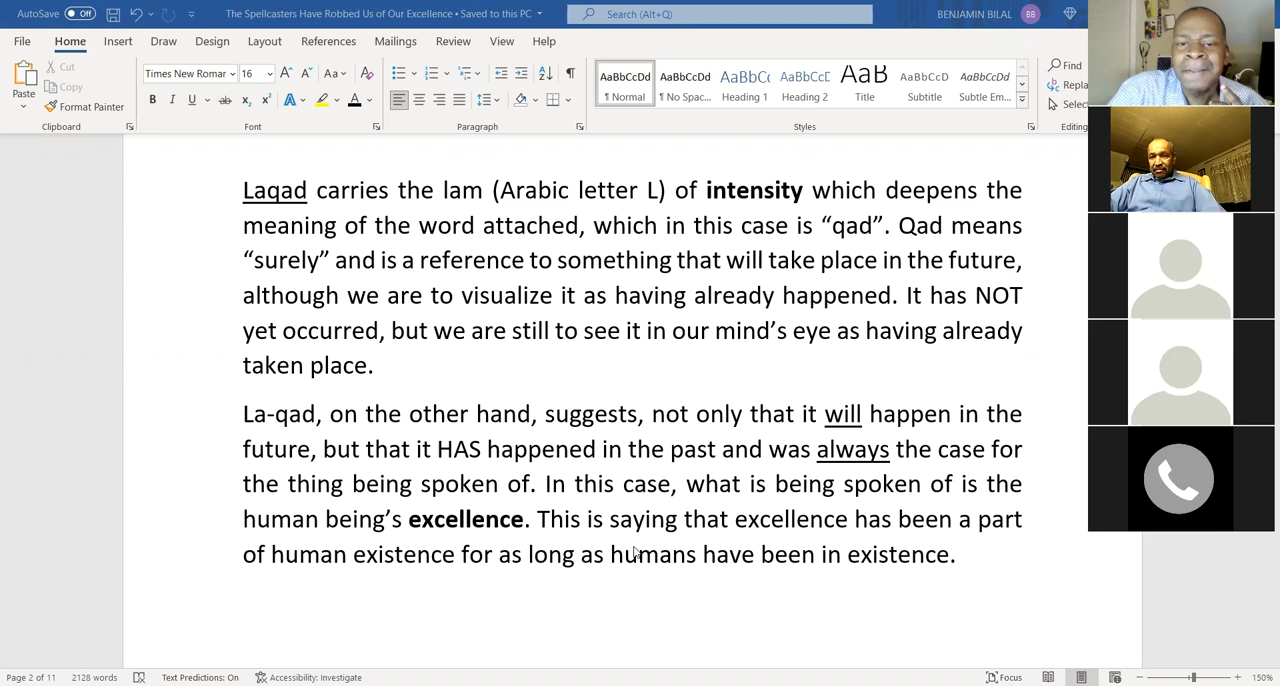 AutoSave Off The Spellcasters Have Robbed Us of Our Excellence • Saved to this PC Search (Alt+Q) BENJAMIN BILAL BB
File Home Insert Draw Design Layout References Mailings Review View Help
Paste Cut Copy Format Painter
Times New Romar 16 Aa
B I U ab x₂ x² A A
AaBbCcDd ¶ Normal
AaBbCcDd ¶ No Spac...
AaBbCc Heading 1
AaBbCcD Heading 2
AaB Title
AaBbCcD Subtitle
AaBbCcDd Subtle Em...
Find
Repla
Select
Clipboard Font Paragraph Styles Editing
Laqad carries the lam (Arabic letter L) of intensity which deepens the
meaning of the word attached, which in this case is “qad”. Qad means
“surely” and is a reference to something that will take place in the future,
although we are to visualize it as having already happened. It has NOT
yet occurred, but we are still to see it in our mind’s eye as having already
taken place.
La-qad, on the other hand, suggests, not only that it will happen in the
future, but that it HAS happened in the past and was always the case for
the thing being spoken of. In this case, what is being spoken of is the
human being’s excellence. This is saying that excellence has been a part
of human existence for as long as humans have been in existence.
Page 2 of 11 2128 words Text Predictions: On Accessibility: Investigate Focus 150%